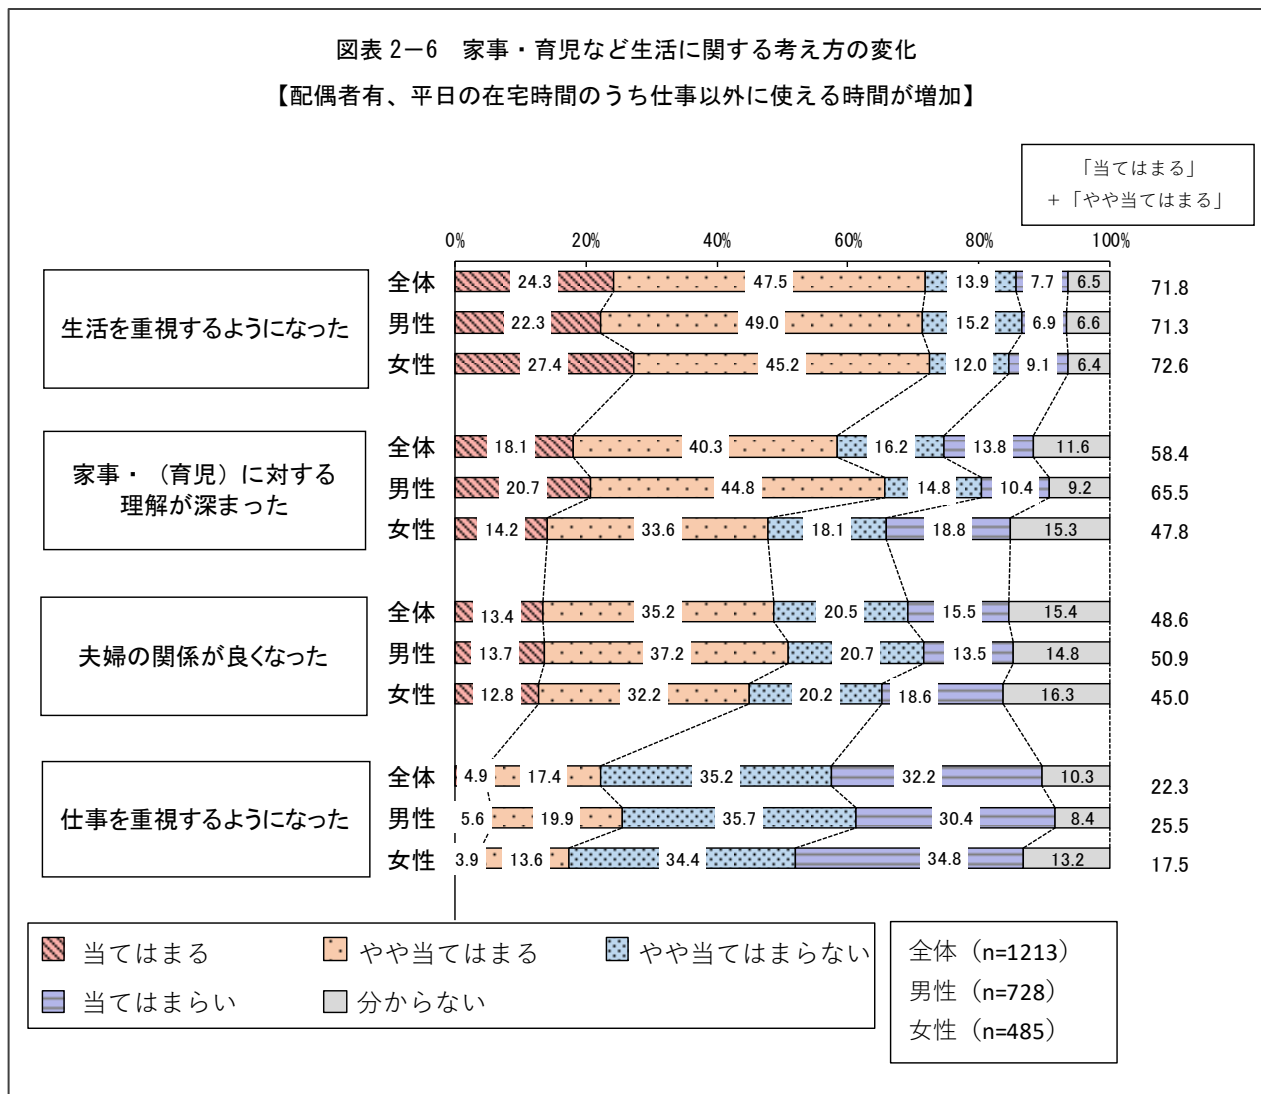 図表 2－6　家事・育児など生活に関する考え方の変化
【配偶者有、平日の在宅時間のうち仕事以外に使える時間が増加】
「当てはまる」
＋「やや当てはまる」
0% 20% 40% 60% 80% 100%
生活を重視するようになった
全体 24.3 47.5 13.9 7.7 6.5 71.8
男性 22.3 49.0 15.2 6.9 6.6 71.3
女性 27.4 45.2 12.0 9.1 6.4 72.6
家事・（育児）に対する
理解が深まった
全体 18.1 40.3 16.2 13.8 11.6 58.4
男性 20.7 44.8 14.8 10.4 9.2 65.5
女性 14.2 33.6 18.1 18.8 15.3 47.8
夫婦の関係が良くなった
全体 13.4 35.2 20.5 15.5 15.4 48.6
男性 13.7 37.2 20.7 13.5 14.8 50.9
女性 12.8 32.2 20.2 18.6 16.3 45.0
仕事を重視するようになった
全体 4.9 17.4 35.2 32.2 10.3 22.3
男性 5.6 19.9 35.7 30.4 8.4 25.5
女性 3.9 13.6 34.4 34.8 13.2 17.5
当てはまる やや当てはまる やや当てはまらない
当てはまらい 分からない
全体（n=1213）
男性（n=728）
女性（n=485）